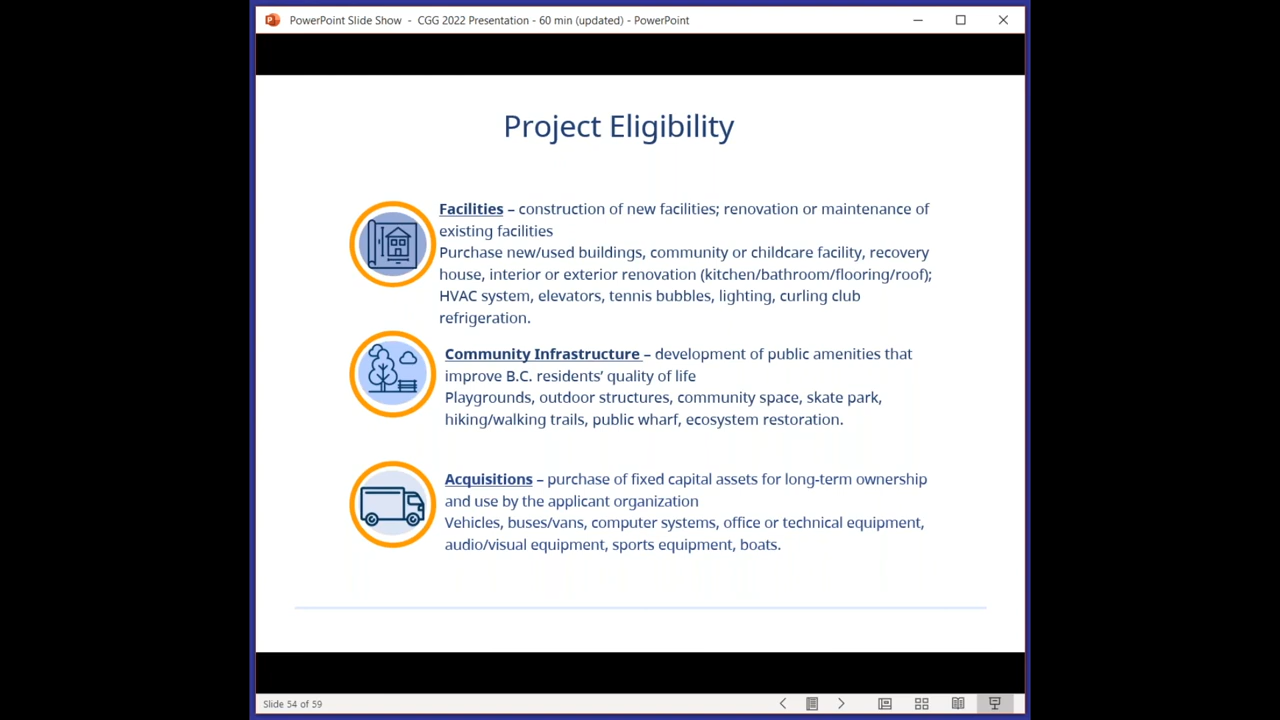 PowerPoint Slide Show - CGG 2022 Presentation - 60 min (updated) - PowerPoint
Project Eligibility
Facilities – construction of new facilities; renovation or maintenance of
existing facilities
Purchase new/used buildings, community or childcare facility, recovery
house, interior or exterior renovation (kitchen/bathroom/flooring/roof);
HVAC system, elevators, tennis bubbles, lighting, curling club
refrigeration.
Community Infrastructure – development of public amenities that
improve B.C. residents’ quality of life
Playgrounds, outdoor structures, community space, skate park,
hiking/walking trails, public wharf, ecosystem restoration.
Acquisitions – purchase of fixed capital assets for long-term ownership
and use by the applicant organization
Vehicles, buses/vans, computer systems, office or technical equipment,
audio/visual equipment, sports equipment, boats.
Slide 54 of 59